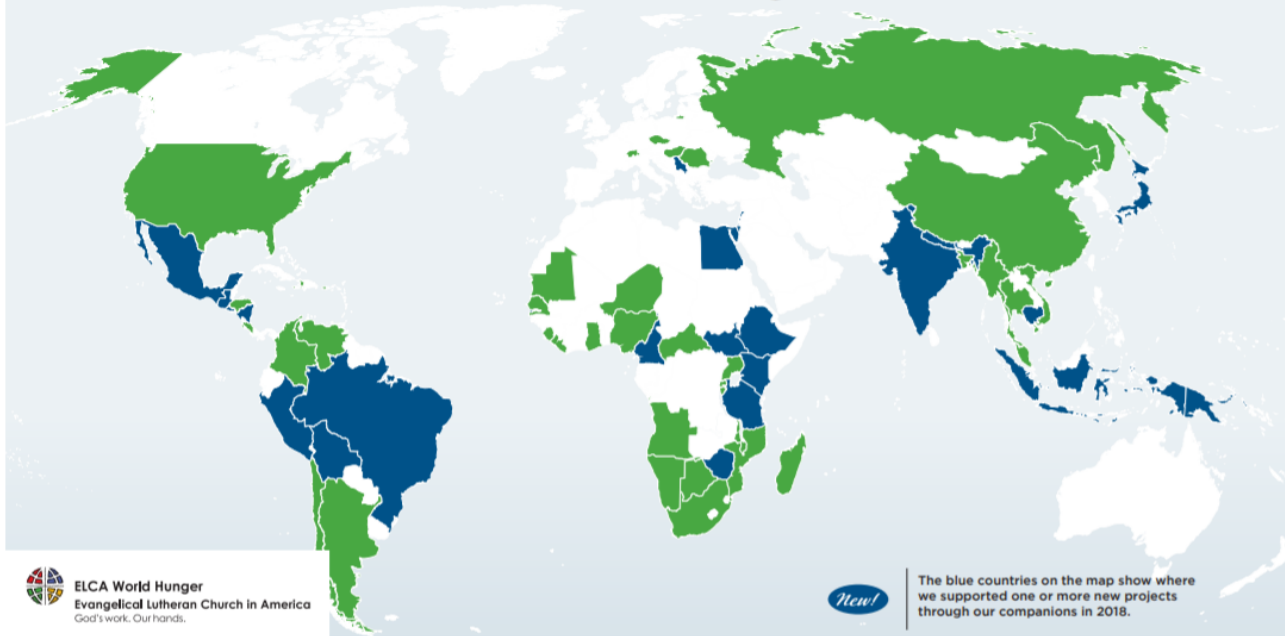 ELCA World Hunger
Evangelical Lutheran Church in America
God's work. Our hands.
New!
The blue countries on the map show where
we supported one or more new projects
through our companions in 2018.